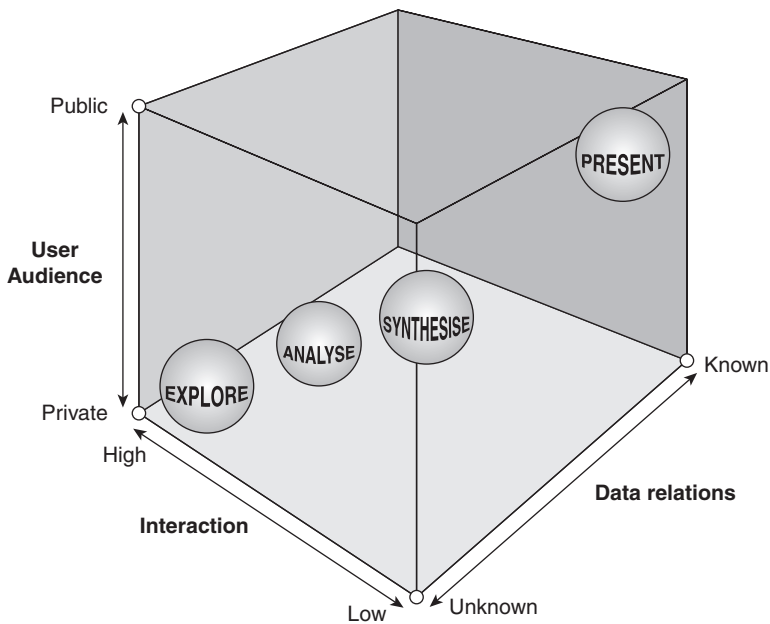 Public
PRESENT
User
Audience
SYNTHESISE
ANALYSE
EXPLORE
Known
Private
High
Data relations
Interaction
Low
Unknown